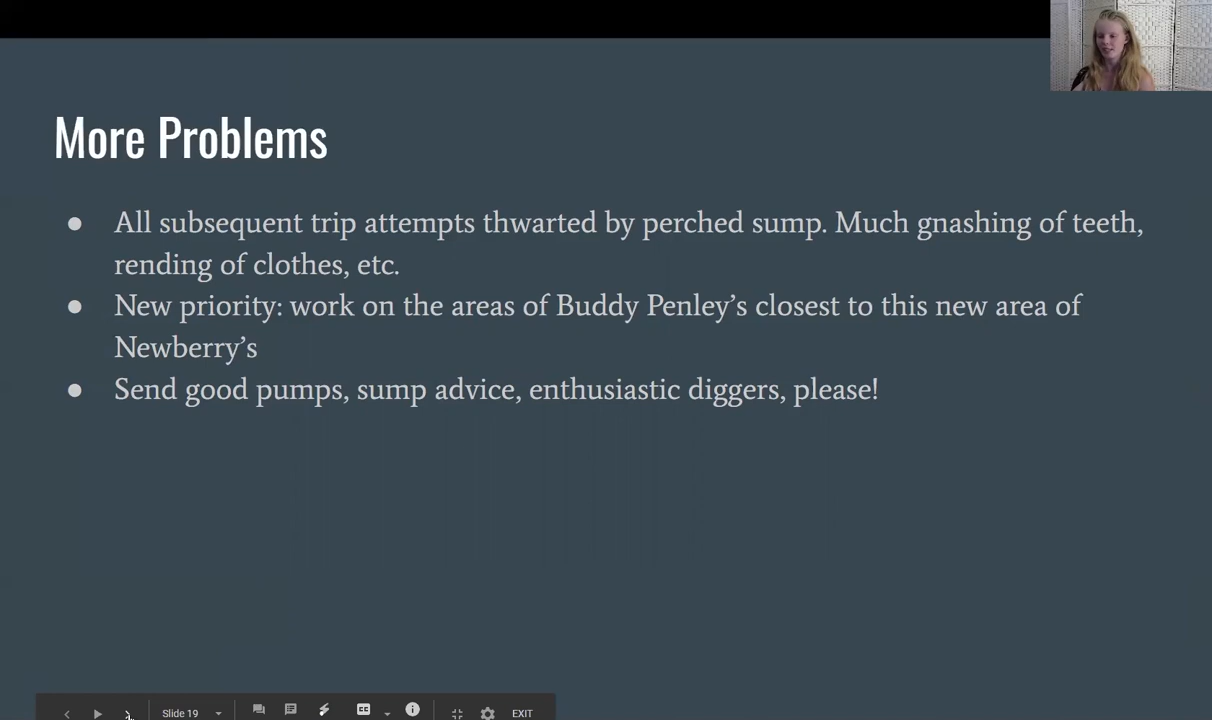 More Problems
● All subsequent trip attempts thwarted by perched sump. Much gnashing of teeth,
rending of clothes, etc.
● New priority: work on the areas of Buddy Penley’s closest to this new area of
Newberry’s
● Send good pumps, sump advice, enthusiastic diggers, please!
Slide 19 CC EXIT